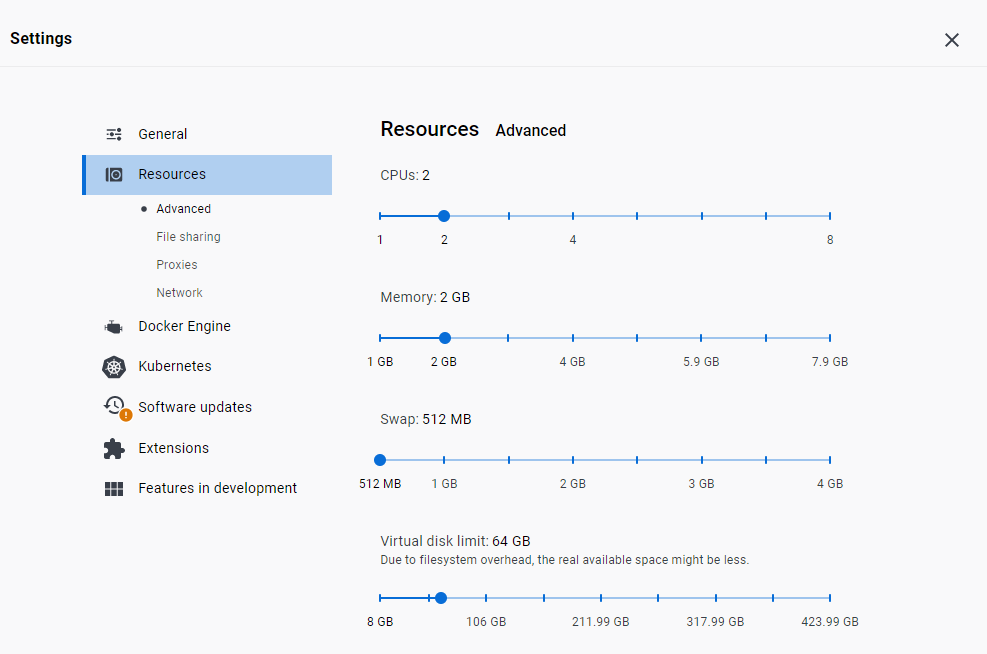 Settings
General
Resources
Advanced
File sharing
Proxies
Network
Docker Engine
Kubernetes
Software updates
Extensions
Features in development
Resources Advanced
CPUs: 2
1 2 4 8
Memory: 2 GB
1 GB 2 GB 4 GB 5.9 GB 7.9 GB
Swap: 512 MB
512 MB 1 GB 2 GB 3 GB 4 GB
Virtual disk limit: 64 GB
Due to filesystem overhead, the real available space might be less.
8 GB 106 GB 211.99 GB 317.99 GB 423.99 GB